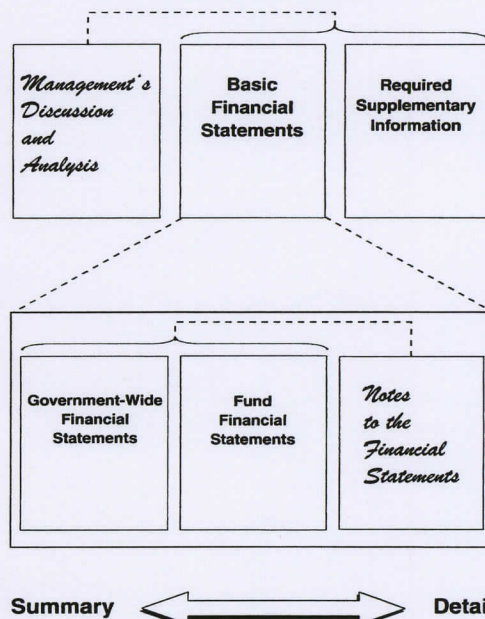 Management's
Discussion
and
Analysis
Basic
Financial
Statements
Required
Supplementary
Information
Government-Wide
Financial
Statements
Fund
Financial
Statements
Notes
to the
Financial
Statements
Summary
Detai